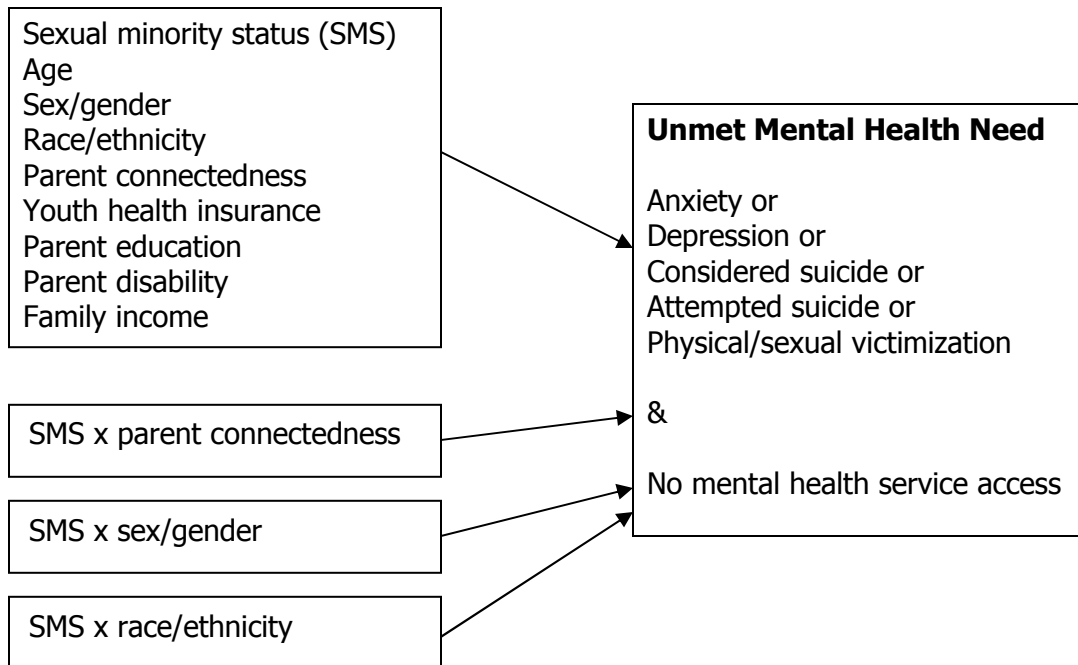 Sexual minority status (SMS)
Age
Sex/gender
Race/ethnicity
Parent connectedness
Youth health insurance
Parent education
Parent disability
Family income
SMS x parent connectedness
SMS x sex/gender
SMS x race/ethnicity
Unmet Mental Health Need
Anxiety or
Depression or
Considered suicide or
Attempted suicide or
Physical/sexual victimization
&
No mental health service access